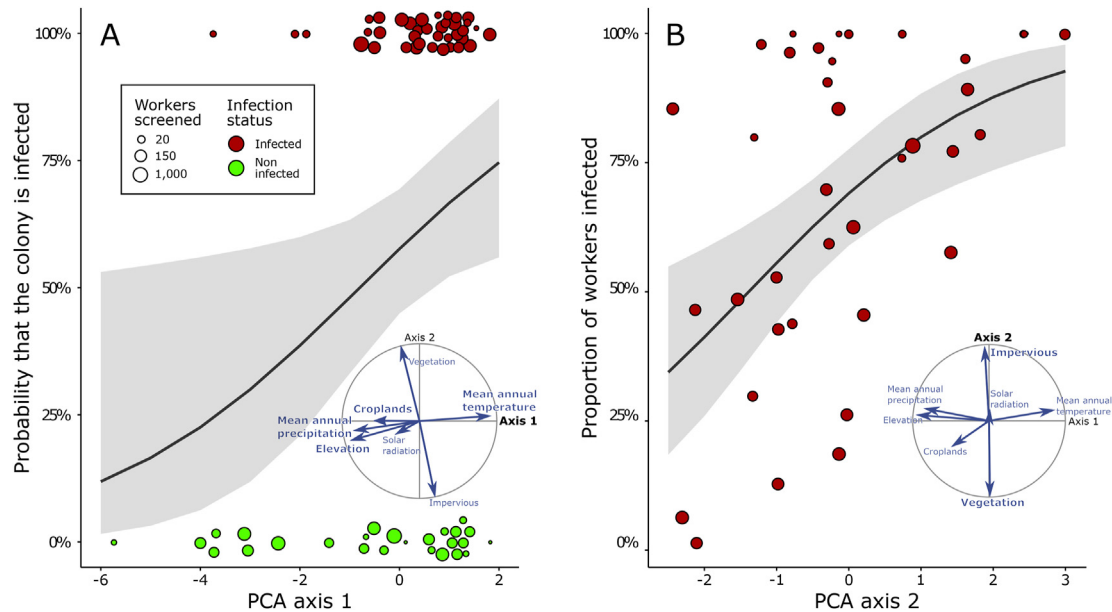 A
Probability that the colony is infected
100%
75%
50%
25%
0%
Workers
screened
20
150
1,000
Infection
status
Infected
Non
infected
Axis 2
Vegetation
Mean annual
temperature
Croplands
Axis 1
Mean annual
precipitation
Elevation
Solar
radiation
Impervious
-6
-4
-2
0
2
PCA axis 1
B
Proportion of workers infected
100%
75%
50%
25%
0%
Axis 2
Impervious
Mean annual
precipitation
Solar
radiation
Mean annual
temperature
Elevation
Axis 1
Croplands
Vegetation
-2
-1
0
1
2
3
PCA axis 2